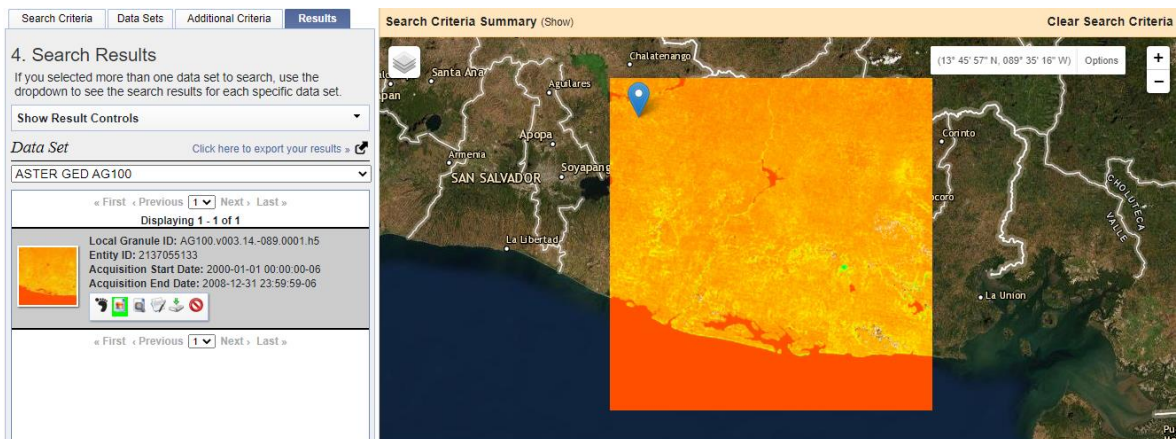 Search Criteria
Data Sets
Additional Criteria
Results
4. Search Results
If you selected more than one data set to search, use the
dropdown to see the search results for each specific data set.
Show Result Controls
Data Set
Click here to export your results »
ASTER GED AG100
« First ‹ Previous 1 Next › Last »
Displaying 1 - 1 of 1
Local Granule ID: AG100.v003.14.-089.0001.h5
Entity ID: 2137055133
Acquisition Start Date: 2000-01-01 00:00:00-06
Acquisition End Date: 2008-12-31 23:59:59-06
« First ‹ Previous 1 Next › Last »
Search Criteria Summary (Show)
Clear Search Criteria
(13° 45' 57" N, 089° 35' 16" W)
Options
+
−
Chalatenango
Santa Ana
Aguilares
pan
Apopa
Armenia
SAN SALVADOR
Soyapang
La Libertad
Corinto
ocoro
CHOLUTECA
VALLEY
La Union
Pu